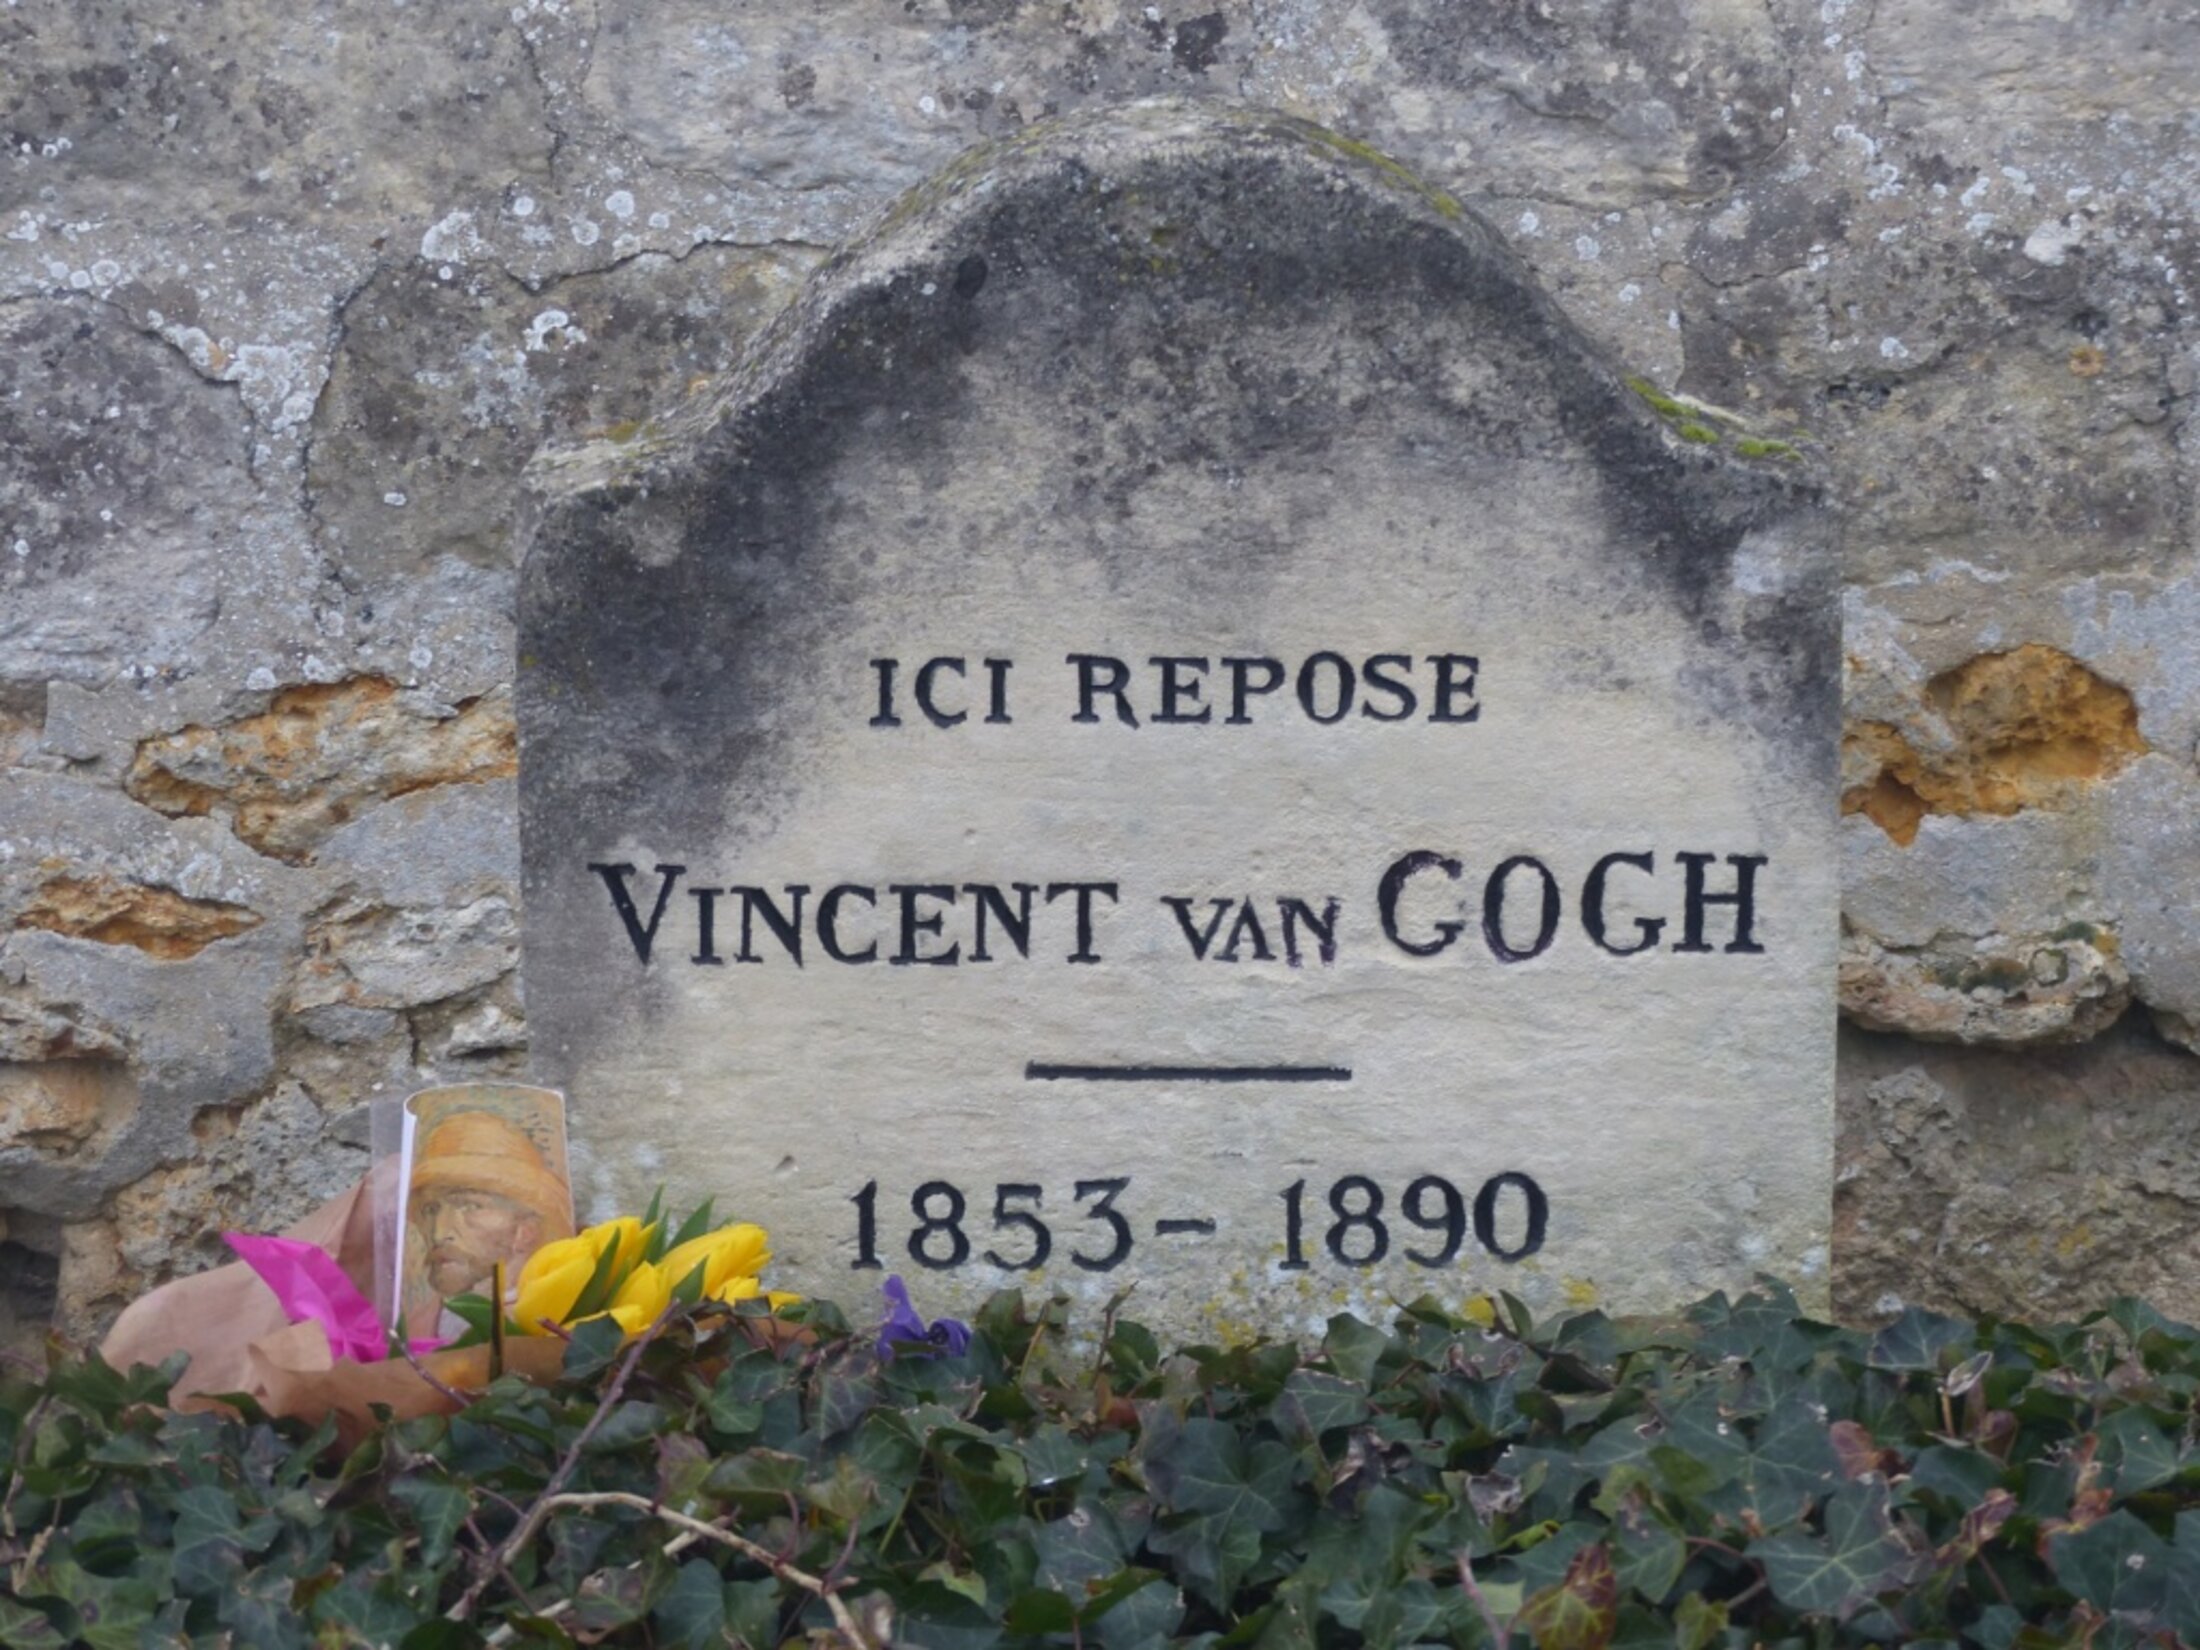 ICI REPOSE
VINCENT VAN GOGH
1853 - 1890